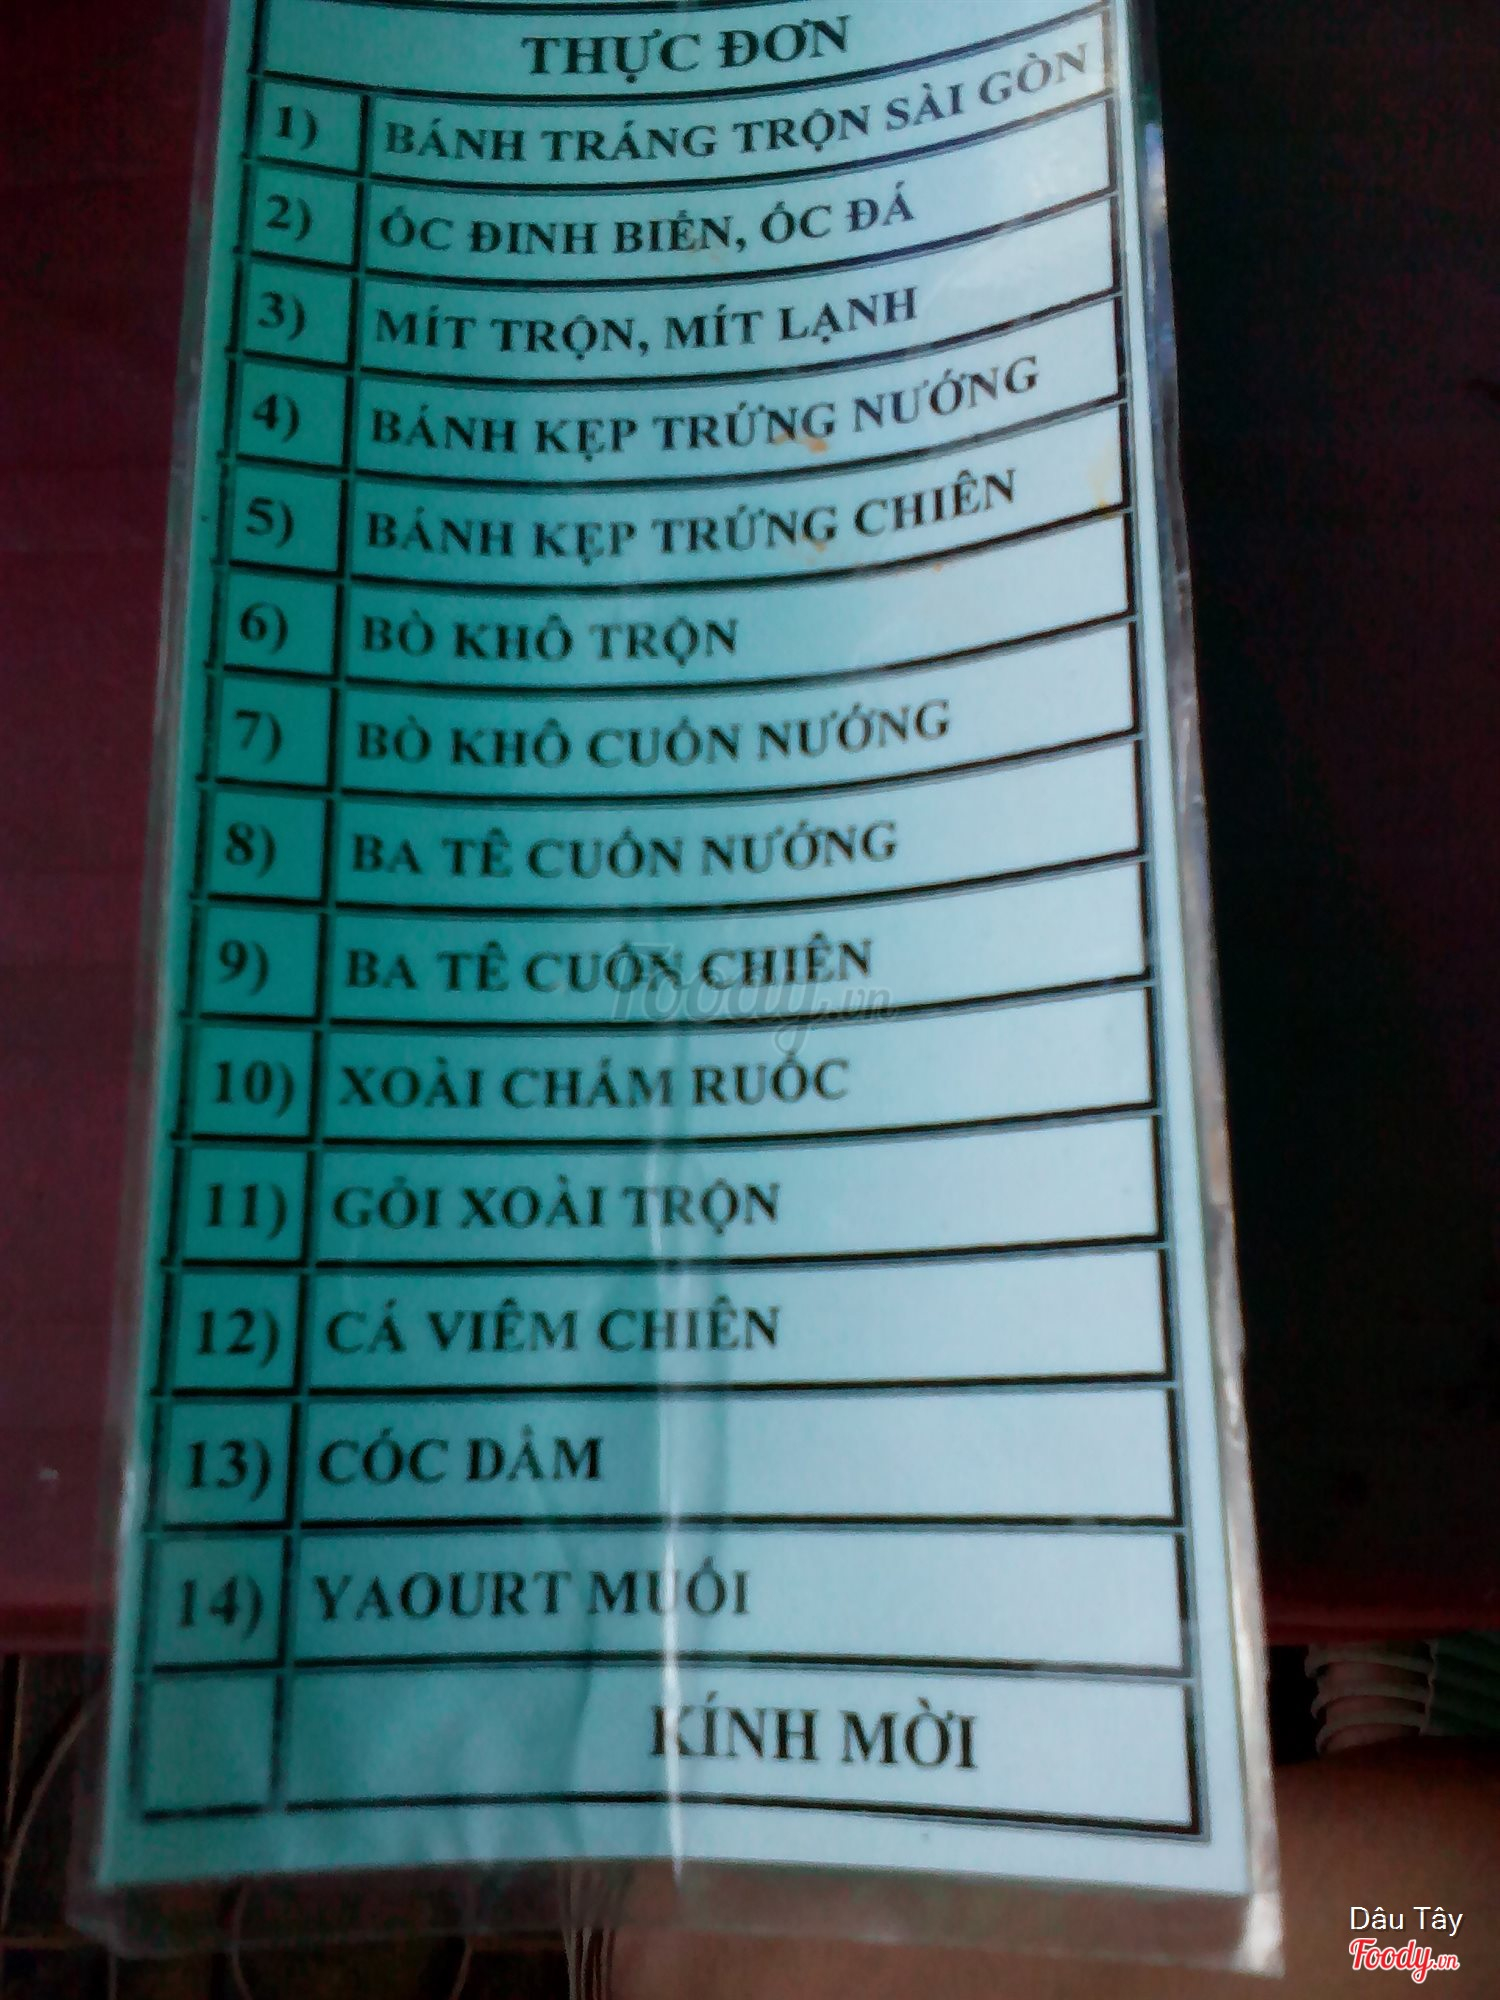 THỰC ĐƠN
1) BÁNH TRÁNG TRỘN SÀI GÒN
2) ỐC ĐINH BIỂN, ỐC ĐÁ
3) MÍT TRỘN, MÍT LẠNH
4) BÁNH KẸP TRỨNG NƯỚNG
5) BÁNH KẸP TRỨNG CHIÊN
6) BÒ KHÔ TRỘN
7) BÒ KHÔ CUỐN NƯỚNG
8) BA TÊ CUỐN NƯỚNG
9) BA TÊ CUỐN CHIÊN
Foody.vn
10) XOÀI CHẤM RUỐC
11) GỎI XOÀI TRỘN
12) CÁ VIÊM CHIÊN
13) CÓC DẦM
14) YAOURT MUỐI
KÍNH MỜI
Dâu Tây
Foody.vn